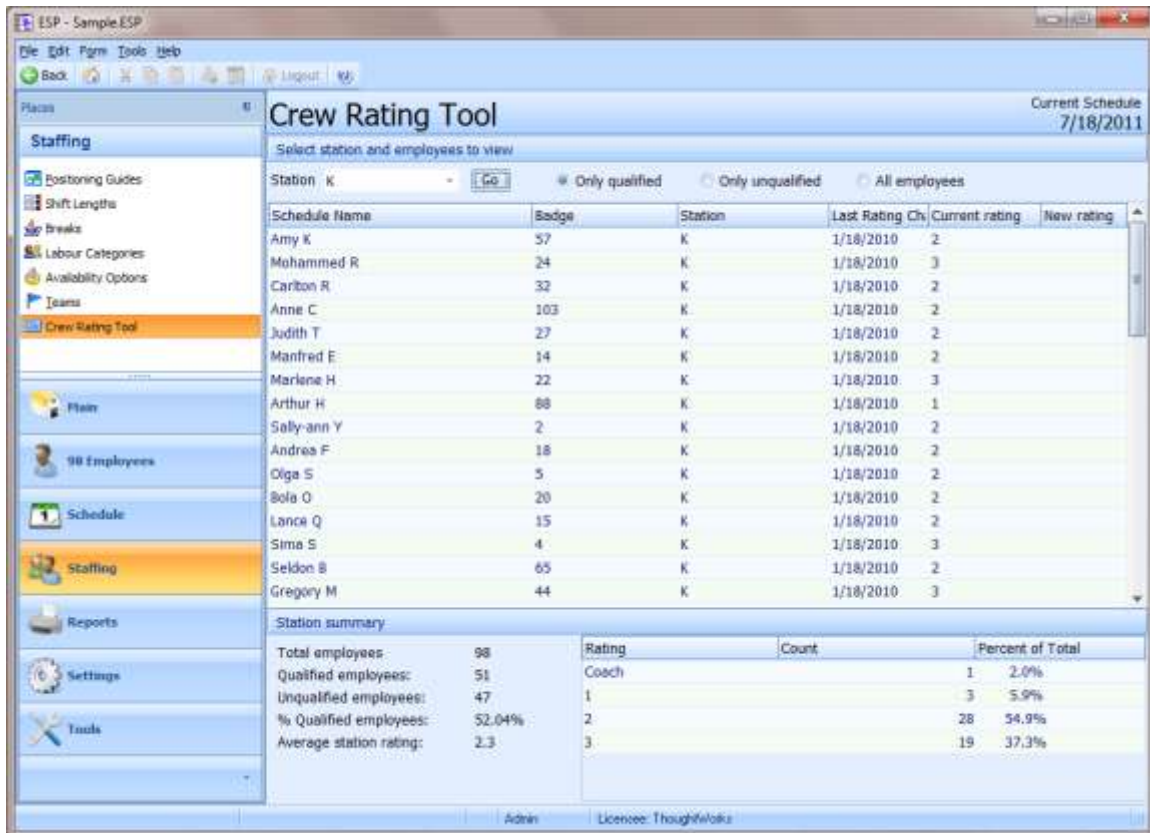 ESP - Sample.ESP
File Edit Form Tools Help
Back Logout
Places
Staffing
Positioning Guides
Shift Lengths
Breaks
Labour Categories
Availability Options
Teams
Crew Rating Tool
Main
98 Employees
Schedule
Staffing
Reports
Settings
Tools
Crew Rating Tool
Current Schedule
7/18/2011
Select station and employees to view
Station K Go Only qualified Only unqualified All employees
Schedule Name Badge Station Last Rating Ch Current rating New rating
Amy K 57 K 1/18/2010 2
Mohammed R 24 K 1/18/2010 3
Carlton R 32 K 1/18/2010 2
Anne C 103 K 1/18/2010 2
Judith T 27 K 1/18/2010 2
Manfred E 14 K 1/18/2010 2
Marlene H 22 K 1/18/2010 3
Arthur H 88 K 1/18/2010 1
Sally-ann Y 2 K 1/18/2010 2
Andrea F 18 K 1/18/2010 2
Olga S 5 K 1/18/2010 2
Bola O 20 K 1/18/2010 2
Lance Q 15 K 1/18/2010 2
Sima S 4 K 1/18/2010 3
Seldon B 65 K 1/18/2010 2
Gregory M 44 K 1/18/2010 3
Station summary
Total employees 98
Qualified employees: 51
Unqualified employees: 47
% Qualified employees: 52.04%
Average station rating: 2.3
Rating Count Percent of Total
Coach 1 2.0%
1 3 5.9%
2 28 54.9%
3 19 37.3%
Admin Licencee: ThoughtWorks